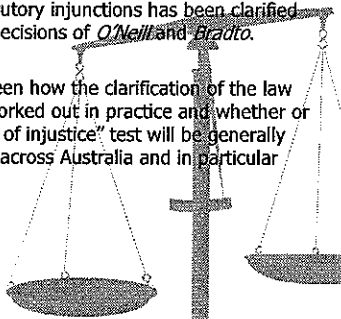 utory injunctions has been clarified
ecisions of O'Neill and Bradto.
een how the clarification of the law
orked out in practice and whether or
of injustice" test will be generally
across Australia and in particular